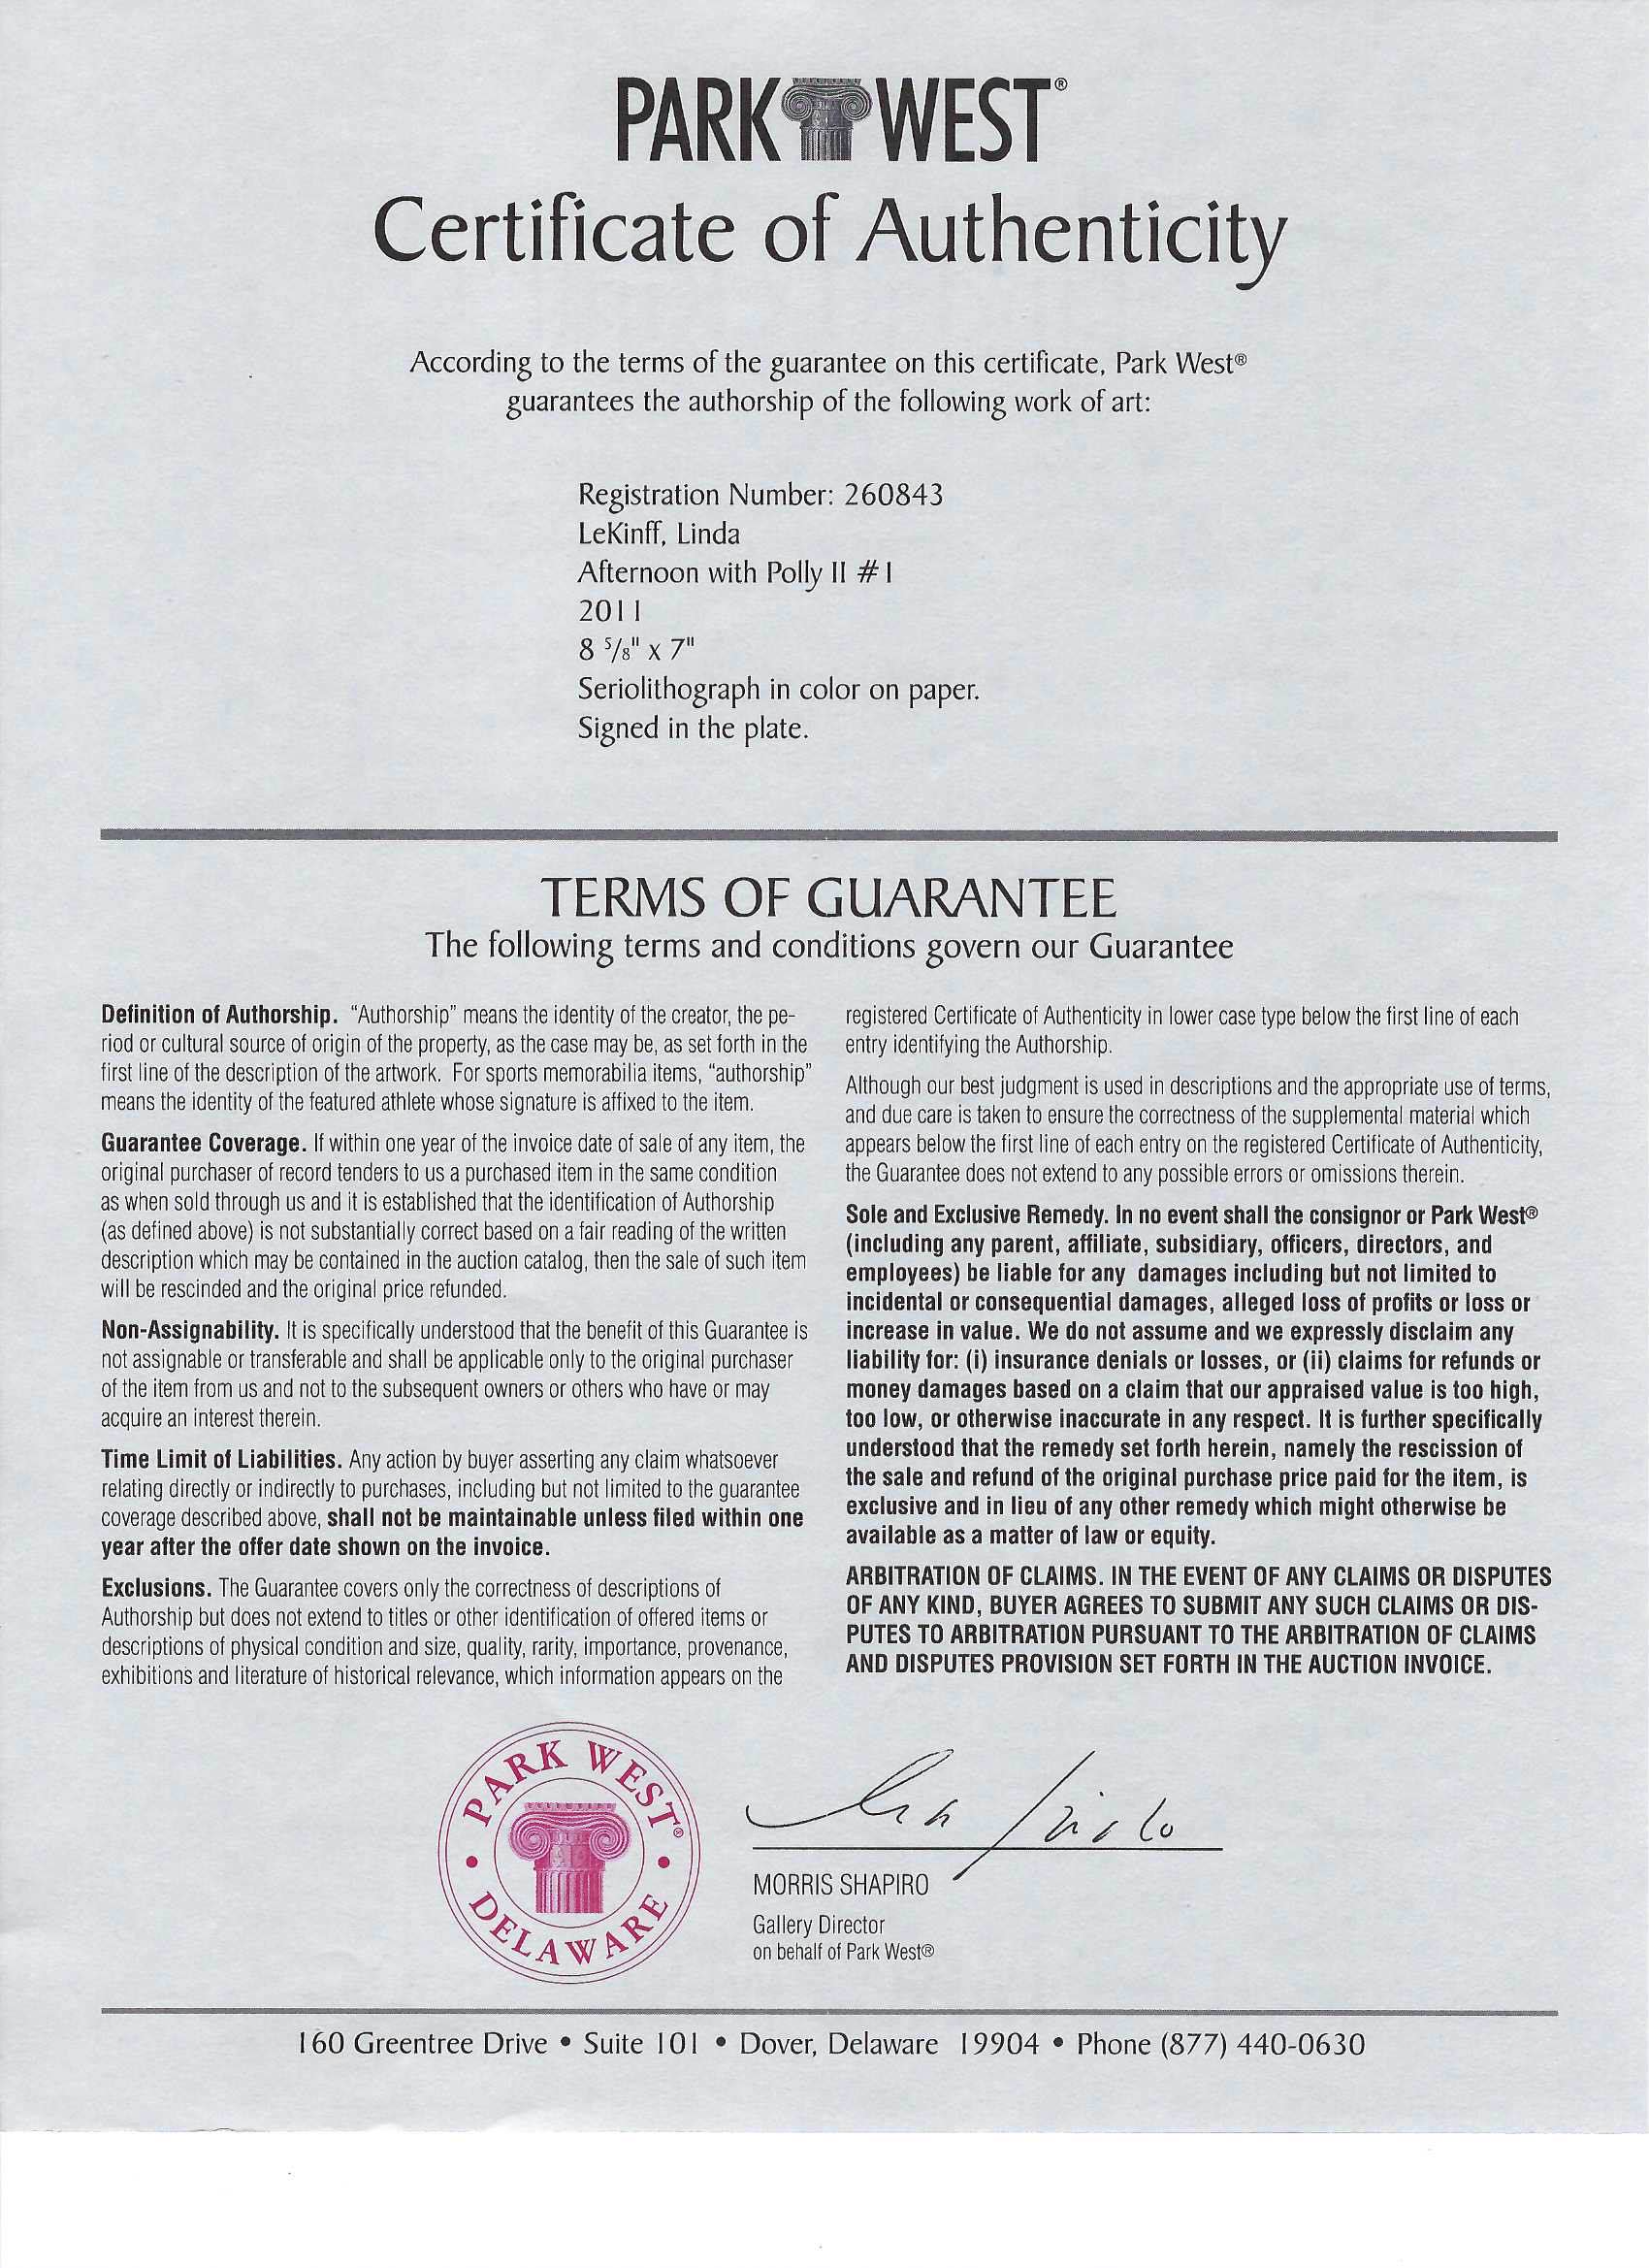 PARK WEST®
Certificate of Authenticity
According to the terms of the guarantee on this certificate, Park West®
guarantees the authorship of the following work of art:
Registration Number: 260843
LeKinff, Linda
Afternoon with Polly II #1
2011
8 5/8" x 7"
Seriolithograph in color on paper.
Signed in the plate.
TERMS OF GUARANTEE
The following terms and conditions govern our Guarantee
Definition of Authorship. “Authorship” means the identity of the creator, the pe-
riod or cultural source of origin of the property, as the case may be, as set forth in the
first line of the description of the artwork. For sports memorabilia items, “authorship”
means the identity of the featured athlete whose signature is affixed to the item.
Guarantee Coverage. If within one year of the invoice date of sale of any item, the
original purchaser of record tenders to us a purchased item in the same condition
as when sold through us and it is established that the identification of Authorship
(as defined above) is not substantially correct based on a fair reading of the written
description which may be contained in the auction catalog, then the sale of such item
will be rescinded and the original price refunded.
Non-Assignability. It is specifically understood that the benefit of this Guarantee is
not assignable or transferable and shall be applicable only to the original purchaser
of the item from us and not to the subsequent owners or others who have or may
acquire an interest therein.
Time Limit of Liabilities. Any action by buyer asserting any claim whatsoever
relating directly or indirectly to purchases, including but not limited to the guarantee
coverage described above, shall not be maintainable unless filed within one
year after the offer date shown on the invoice.
Exclusions. The Guarantee covers only the correctness of descriptions of
Authorship but does not extend to titles or other identification of offered items or
descriptions of physical condition and size, quality, rarity, importance, provenance,
exhibitions and literature of historical relevance, which information appears on the
registered Certificate of Authenticity in lower case type below the first line of each
entry identifying the Authorship.
Although our best judgment is used in descriptions and the appropriate use of terms,
and due care is taken to ensure the correctness of the supplemental material which
appears below the first line of each entry on the registered Certificate of Authenticity,
the Guarantee does not extend to any possible errors or omissions therein.
Sole and Exclusive Remedy. In no event shall the consignor or Park West®
(including any parent, affiliate, subsidiary, officers, directors, and
employees) be liable for any damages including but not limited to
incidental or consequential damages, alleged loss of profits or loss or
increase in value. We do not assume and we expressly disclaim any
liability for: (i) insurance denials or losses, or (ii) claims for refunds or
money damages based on a claim that our appraised value is too high,
too low, or otherwise inaccurate in any respect. It is further specifically
understood that the remedy set forth herein, namely the rescission of
the sale and refund of the original purchase price paid for the item, is
exclusive and in lieu of any other remedy which might otherwise be
available as a matter of law or equity.
ARBITRATION OF CLAIMS. IN THE EVENT OF ANY CLAIMS OR DISPUTES
OF ANY KIND, BUYER AGREES TO SUBMIT ANY SUCH CLAIMS OR DIS-
PUTES TO ARBITRATION PURSUANT TO THE ARBITRATION OF CLAIMS
AND DISPUTES PROVISION SET FORTH IN THE AUCTION INVOICE.
PARK WEST®
DELAWARE
MORRIS SHAPIRO
Gallery Director
on behalf of Park West®
160 Greentree Drive • Suite 101 • Dover, Delaware 19904 • Phone (877) 440-0630